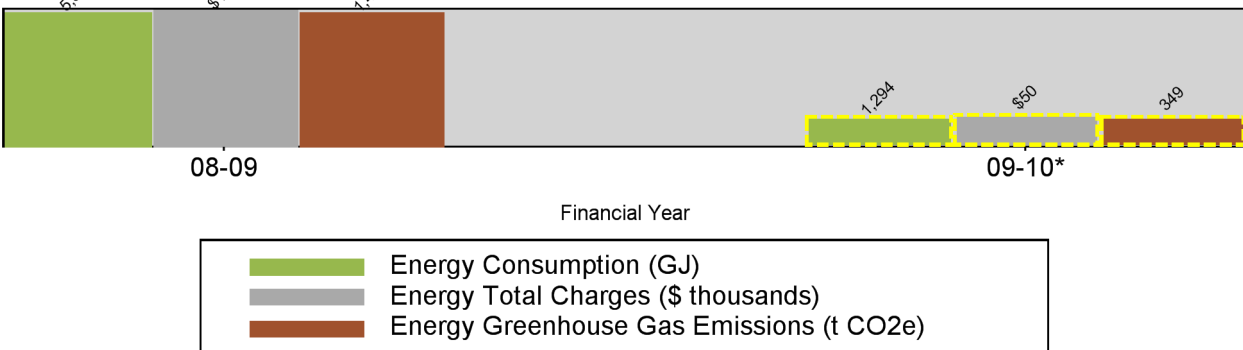 1,294 $50 349
08-09 09-10*
Financial Year
Energy Consumption (GJ)
Energy Total Charges ($ thousands)
Energy Greenhouse Gas Emissions (t CO2e)